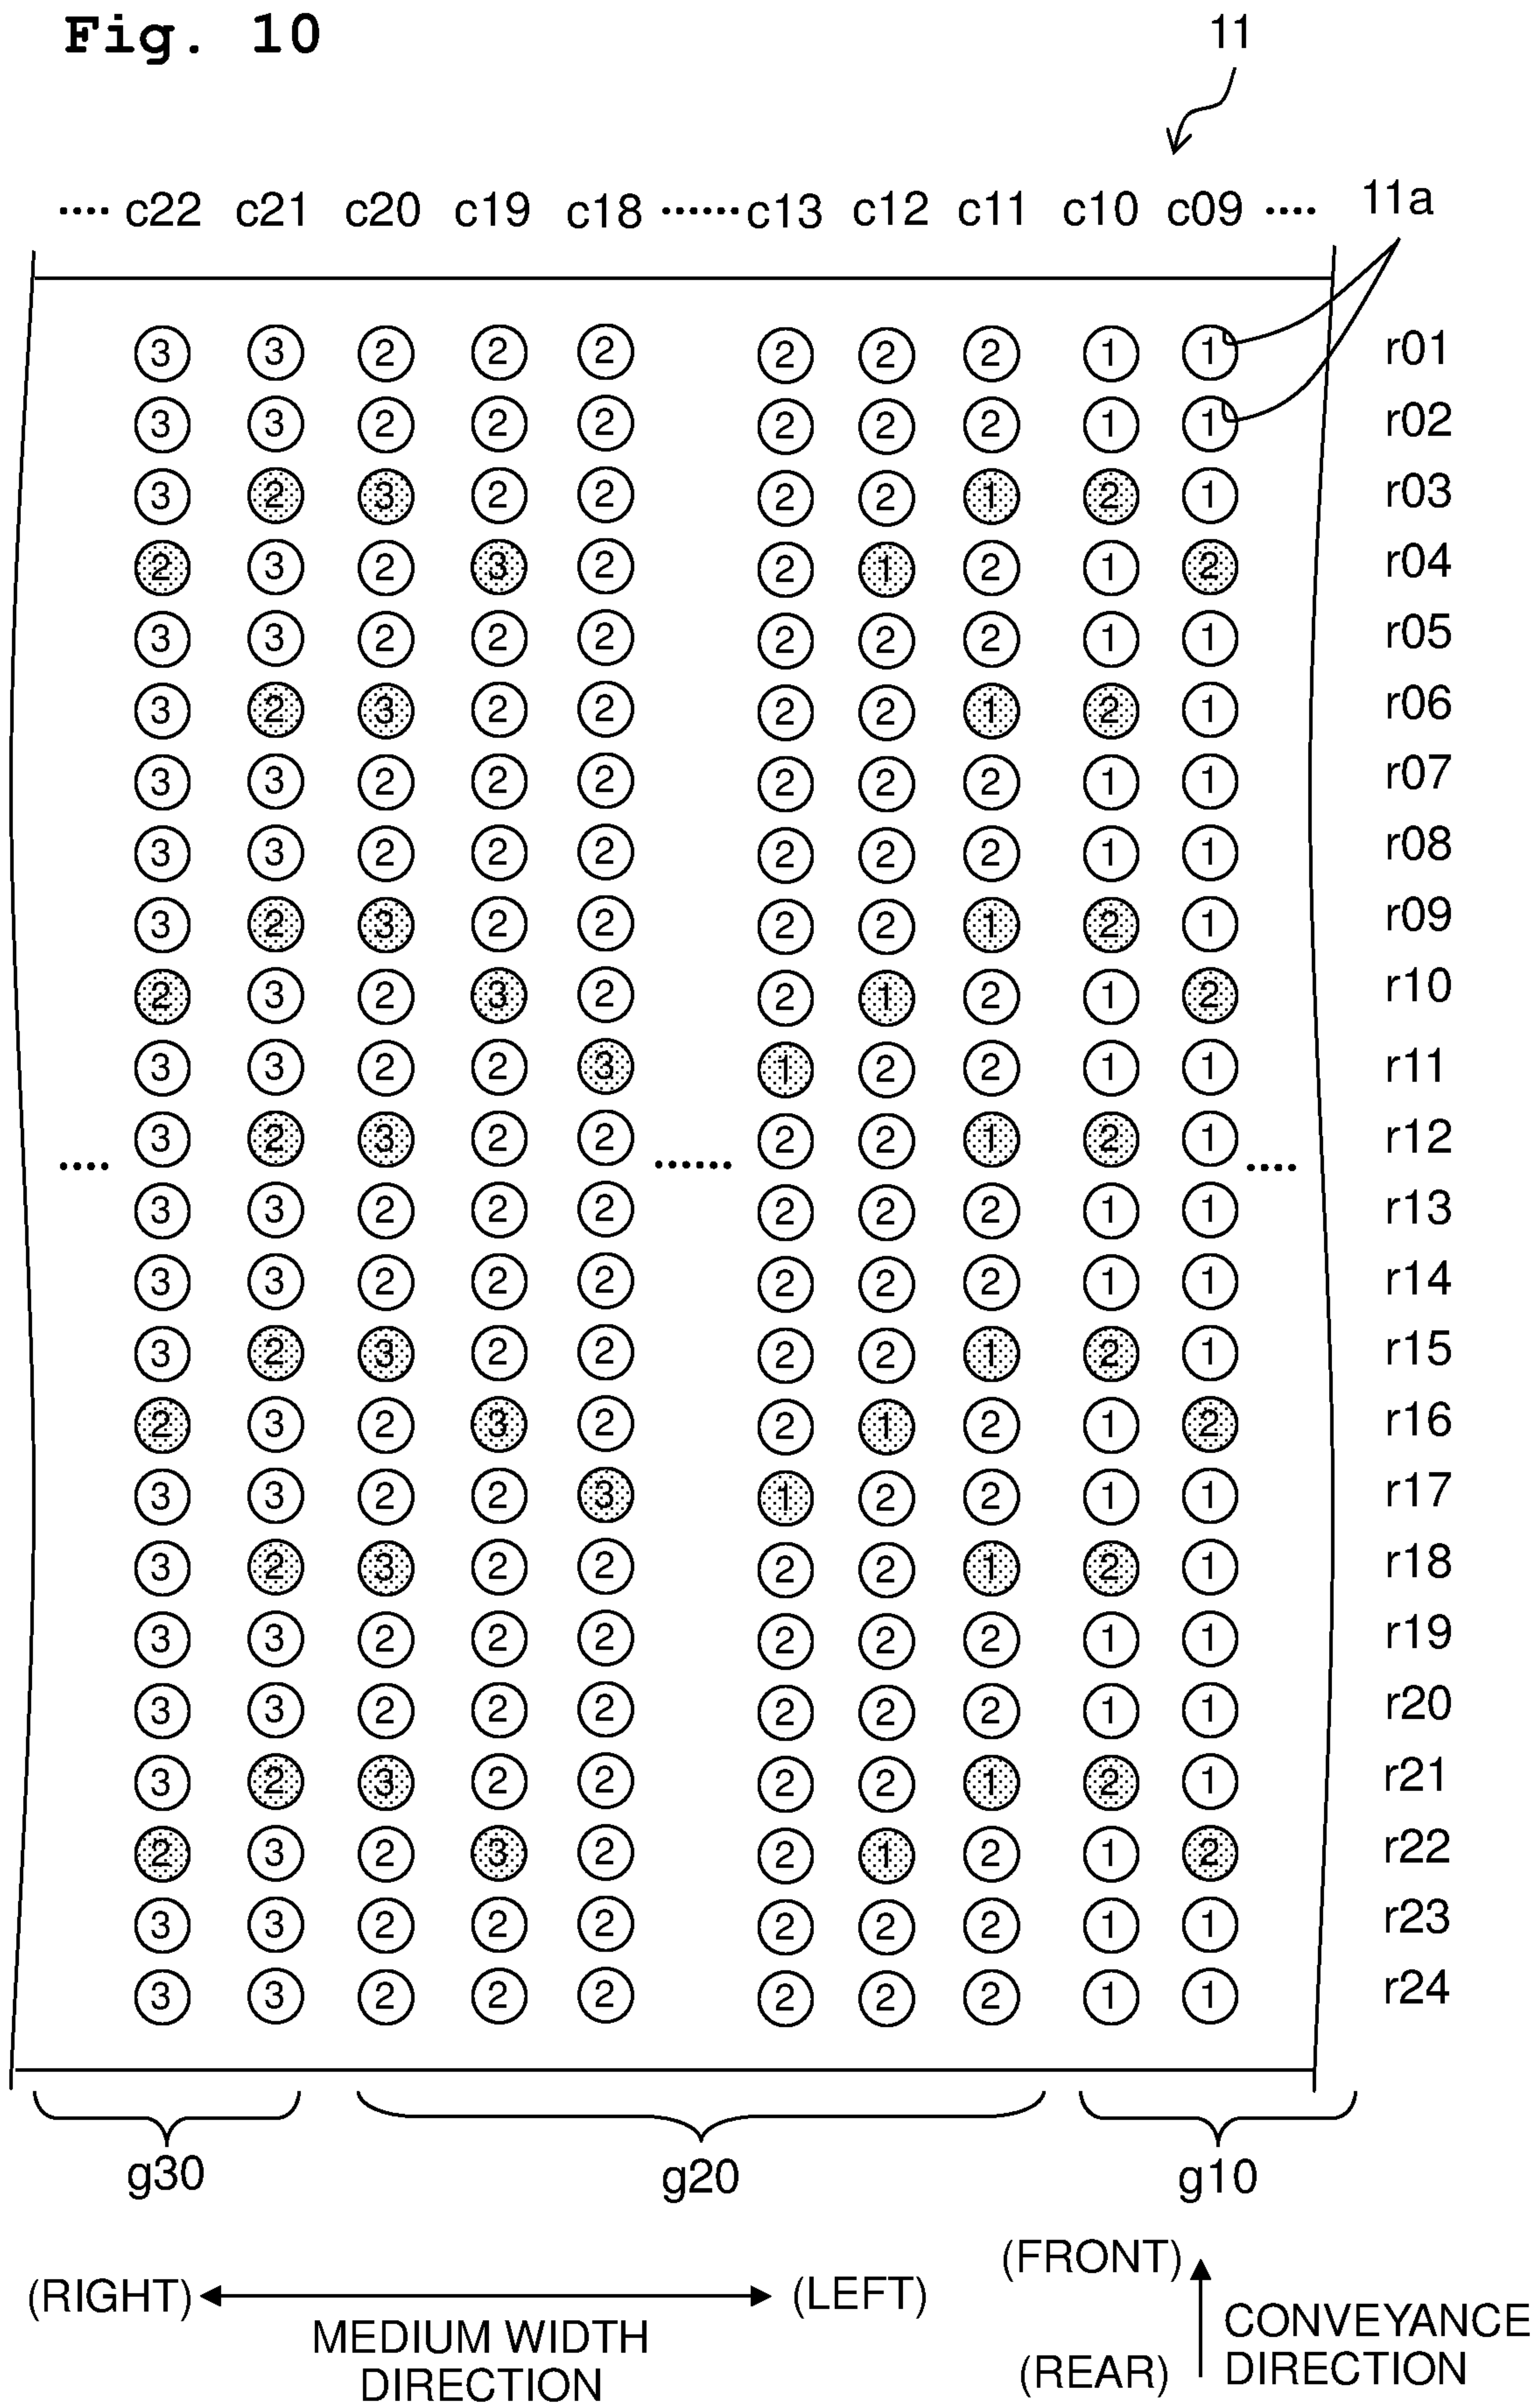 Fig. 10
11
···· c22 c21 c20 c19 c18 ······ c13 c12 c11 c10 c09 ···· 11a
3 3 2 2 2 2 2 2 1 1 r01
3 3 2 2 2 2 2 2 1 1 r02
3 2 3 2 2 2 2 1 2 1 r03
2 3 2 3 2 2 1 2 1 2 r04
3 3 2 2 2 2 2 2 1 1 r05
3 2 3 2 2 2 2 1 2 1 r06
3 3 2 2 2 2 2 2 1 1 r07
3 3 2 2 2 2 2 2 1 1 r08
3 2 3 2 2 2 2 1 2 1 r09
2 3 2 3 2 2 1 2 1 2 r10
3 3 2 2 3 1 2 2 1 1 r11
···· 3 2 3 2 2 ······ 2 2 1 2 1 ···· r12
3 3 2 2 2 2 2 2 1 1 r13
3 3 2 2 2 2 2 2 1 1 r14
3 2 3 2 2 2 2 1 2 1 r15
2 3 2 3 2 2 1 2 1 2 r16
3 3 2 2 3 1 2 2 1 1 r17
3 2 3 2 2 2 2 1 2 1 r18
3 3 2 2 2 2 2 2 1 1 r19
3 3 2 2 2 2 2 2 1 1 r20
3 2 3 2 2 2 2 1 2 1 r21
2 3 2 3 2 2 1 2 1 2 r22
3 3 2 2 2 2 2 2 1 1 r23
3 3 2 2 2 2 2 2 1 1 r24
g30 g20 g10
(RIGHT) (LEFT)
MEDIUM WIDTH
DIRECTION
(FRONT)
(REAR)
CONVEYANCE
DIRECTION